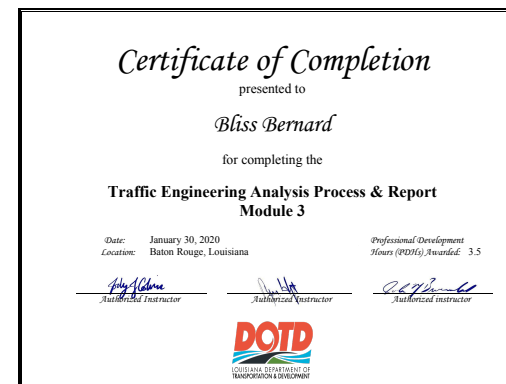 Certificate of Completion
presented to
Bliss Bernard
for completing the
Traffic Engineering Analysis Process & Report
Module 3
Date: January 30, 2020
Location: Baton Rouge, Louisiana
Professional Development
Hours (PDHs) Awarded: 3.5
Authorized Instructor
Authorized Instructor
Authorized instructor
DOTD
LOUISIANA DEPARTMENT OF
TRANSPORTATION & DEVELOPMENT